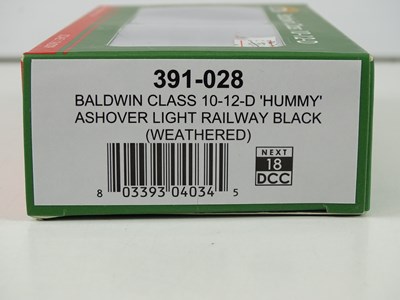 391-028
BALDWIN CLASS 10-12-D 'HUMMY'
ASHOVER LIGHT RAILWAY BLACK
(WEATHERED)
NEXT
18
DCC
8 03393 04034 5